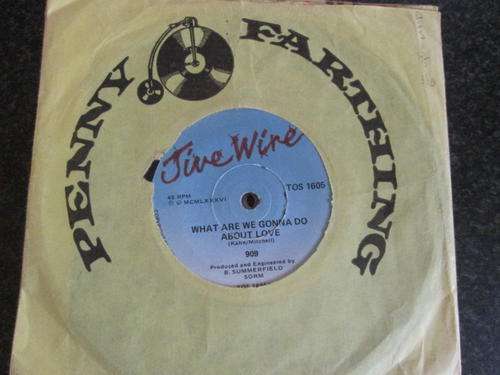 PENNY FARTHING
Jive Wire
45 RPM
TOS 1605
© MCMLXXXVI
WHAT ARE WE GONNA DO
ABOUT LOVE
(Kahn/Mitchell)
909
Produced and Engineered by
B. SUMMERFIELD
SORM